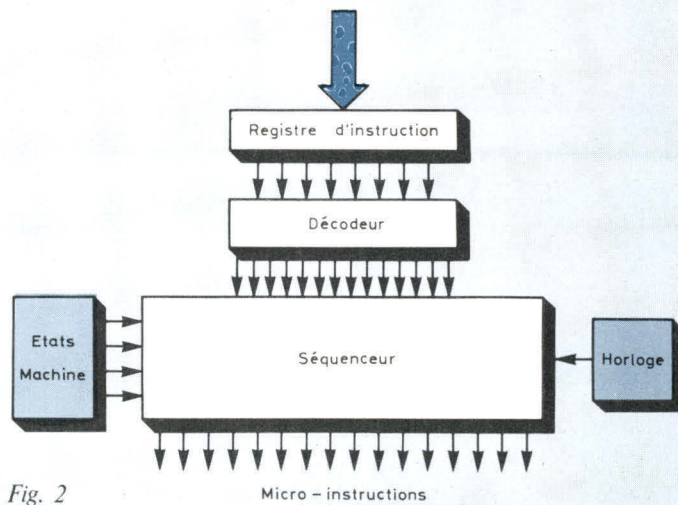 Registre d'instruction
Décodeur
Etats
Machine
Séquenceur
Horloge
Fig. 2
Micro-instructions